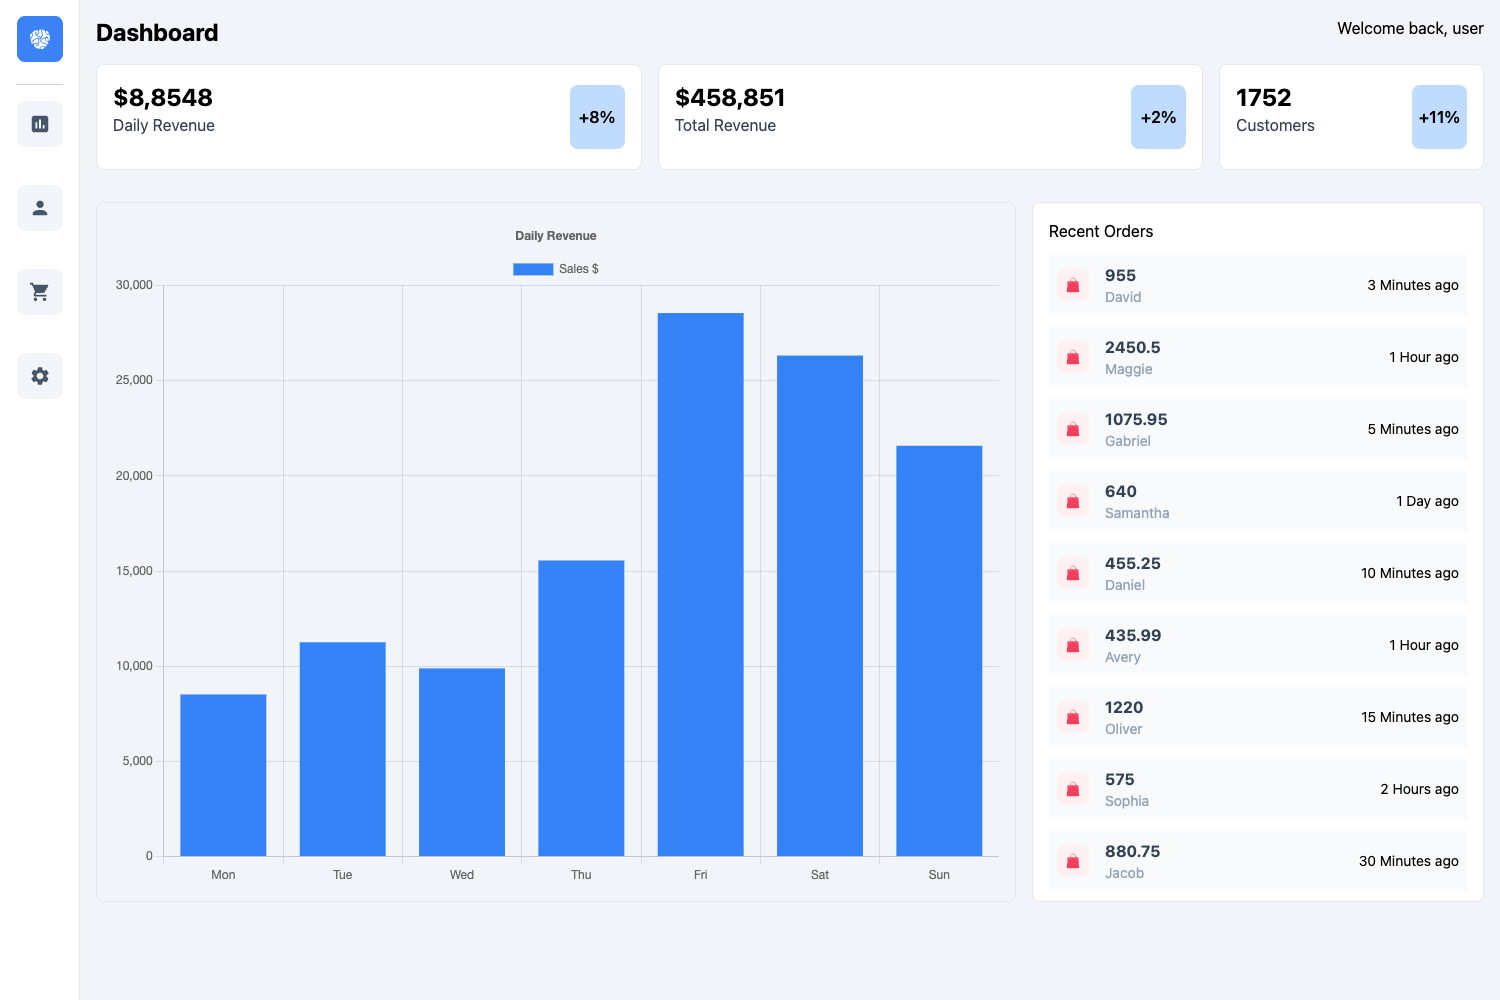 Dashboard
Welcome back, user
$8,8548
Daily Revenue
+8%
$458,851
Total Revenue
+2%
1752
Customers
+11%
Daily Revenue
Sales $
30,000
25,000
20,000
15,000
10,000
5,000
0
Mon Tue Wed Thu Fri Sat Sun
Recent Orders
955
David
3 Minutes ago
2450.5
Maggie
1 Hour ago
1075.95
Gabriel
5 Minutes ago
640
Samantha
1 Day ago
455.25
Daniel
10 Minutes ago
435.99
Avery
1 Hour ago
1220
Oliver
15 Minutes ago
575
Sophia
2 Hours ago
880.75
Jacob
30 Minutes ago